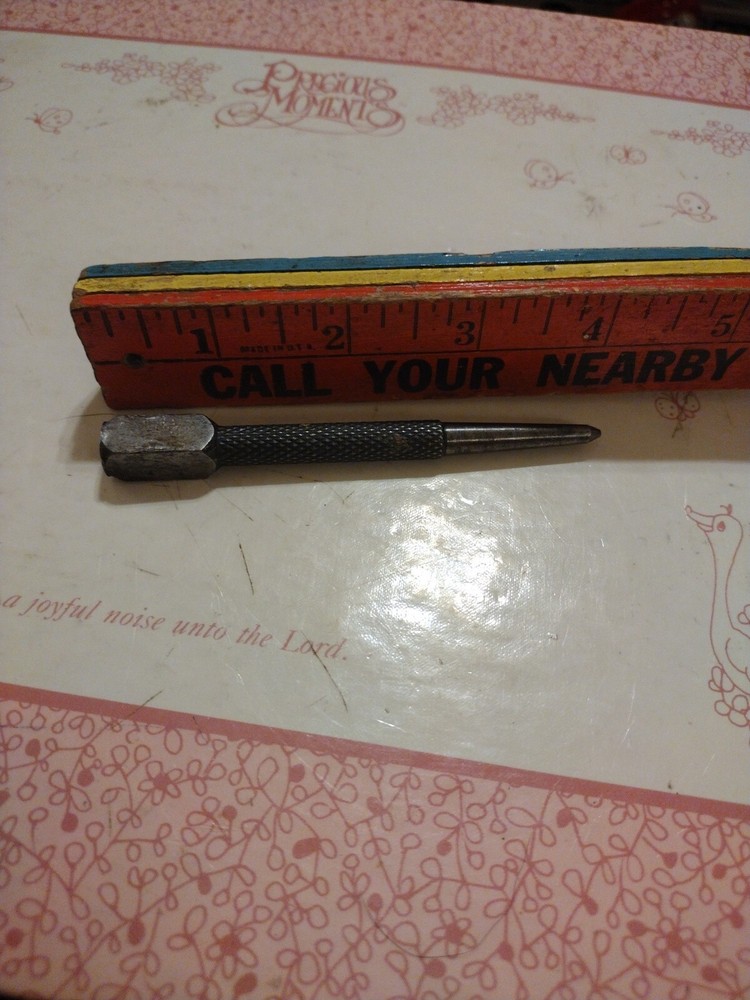 PRECIOUS
MOMENTS
1 2 3 4 5
MADE IN U.S.A.
CALL YOUR NEARBY
a joyful noise unto the Lord.